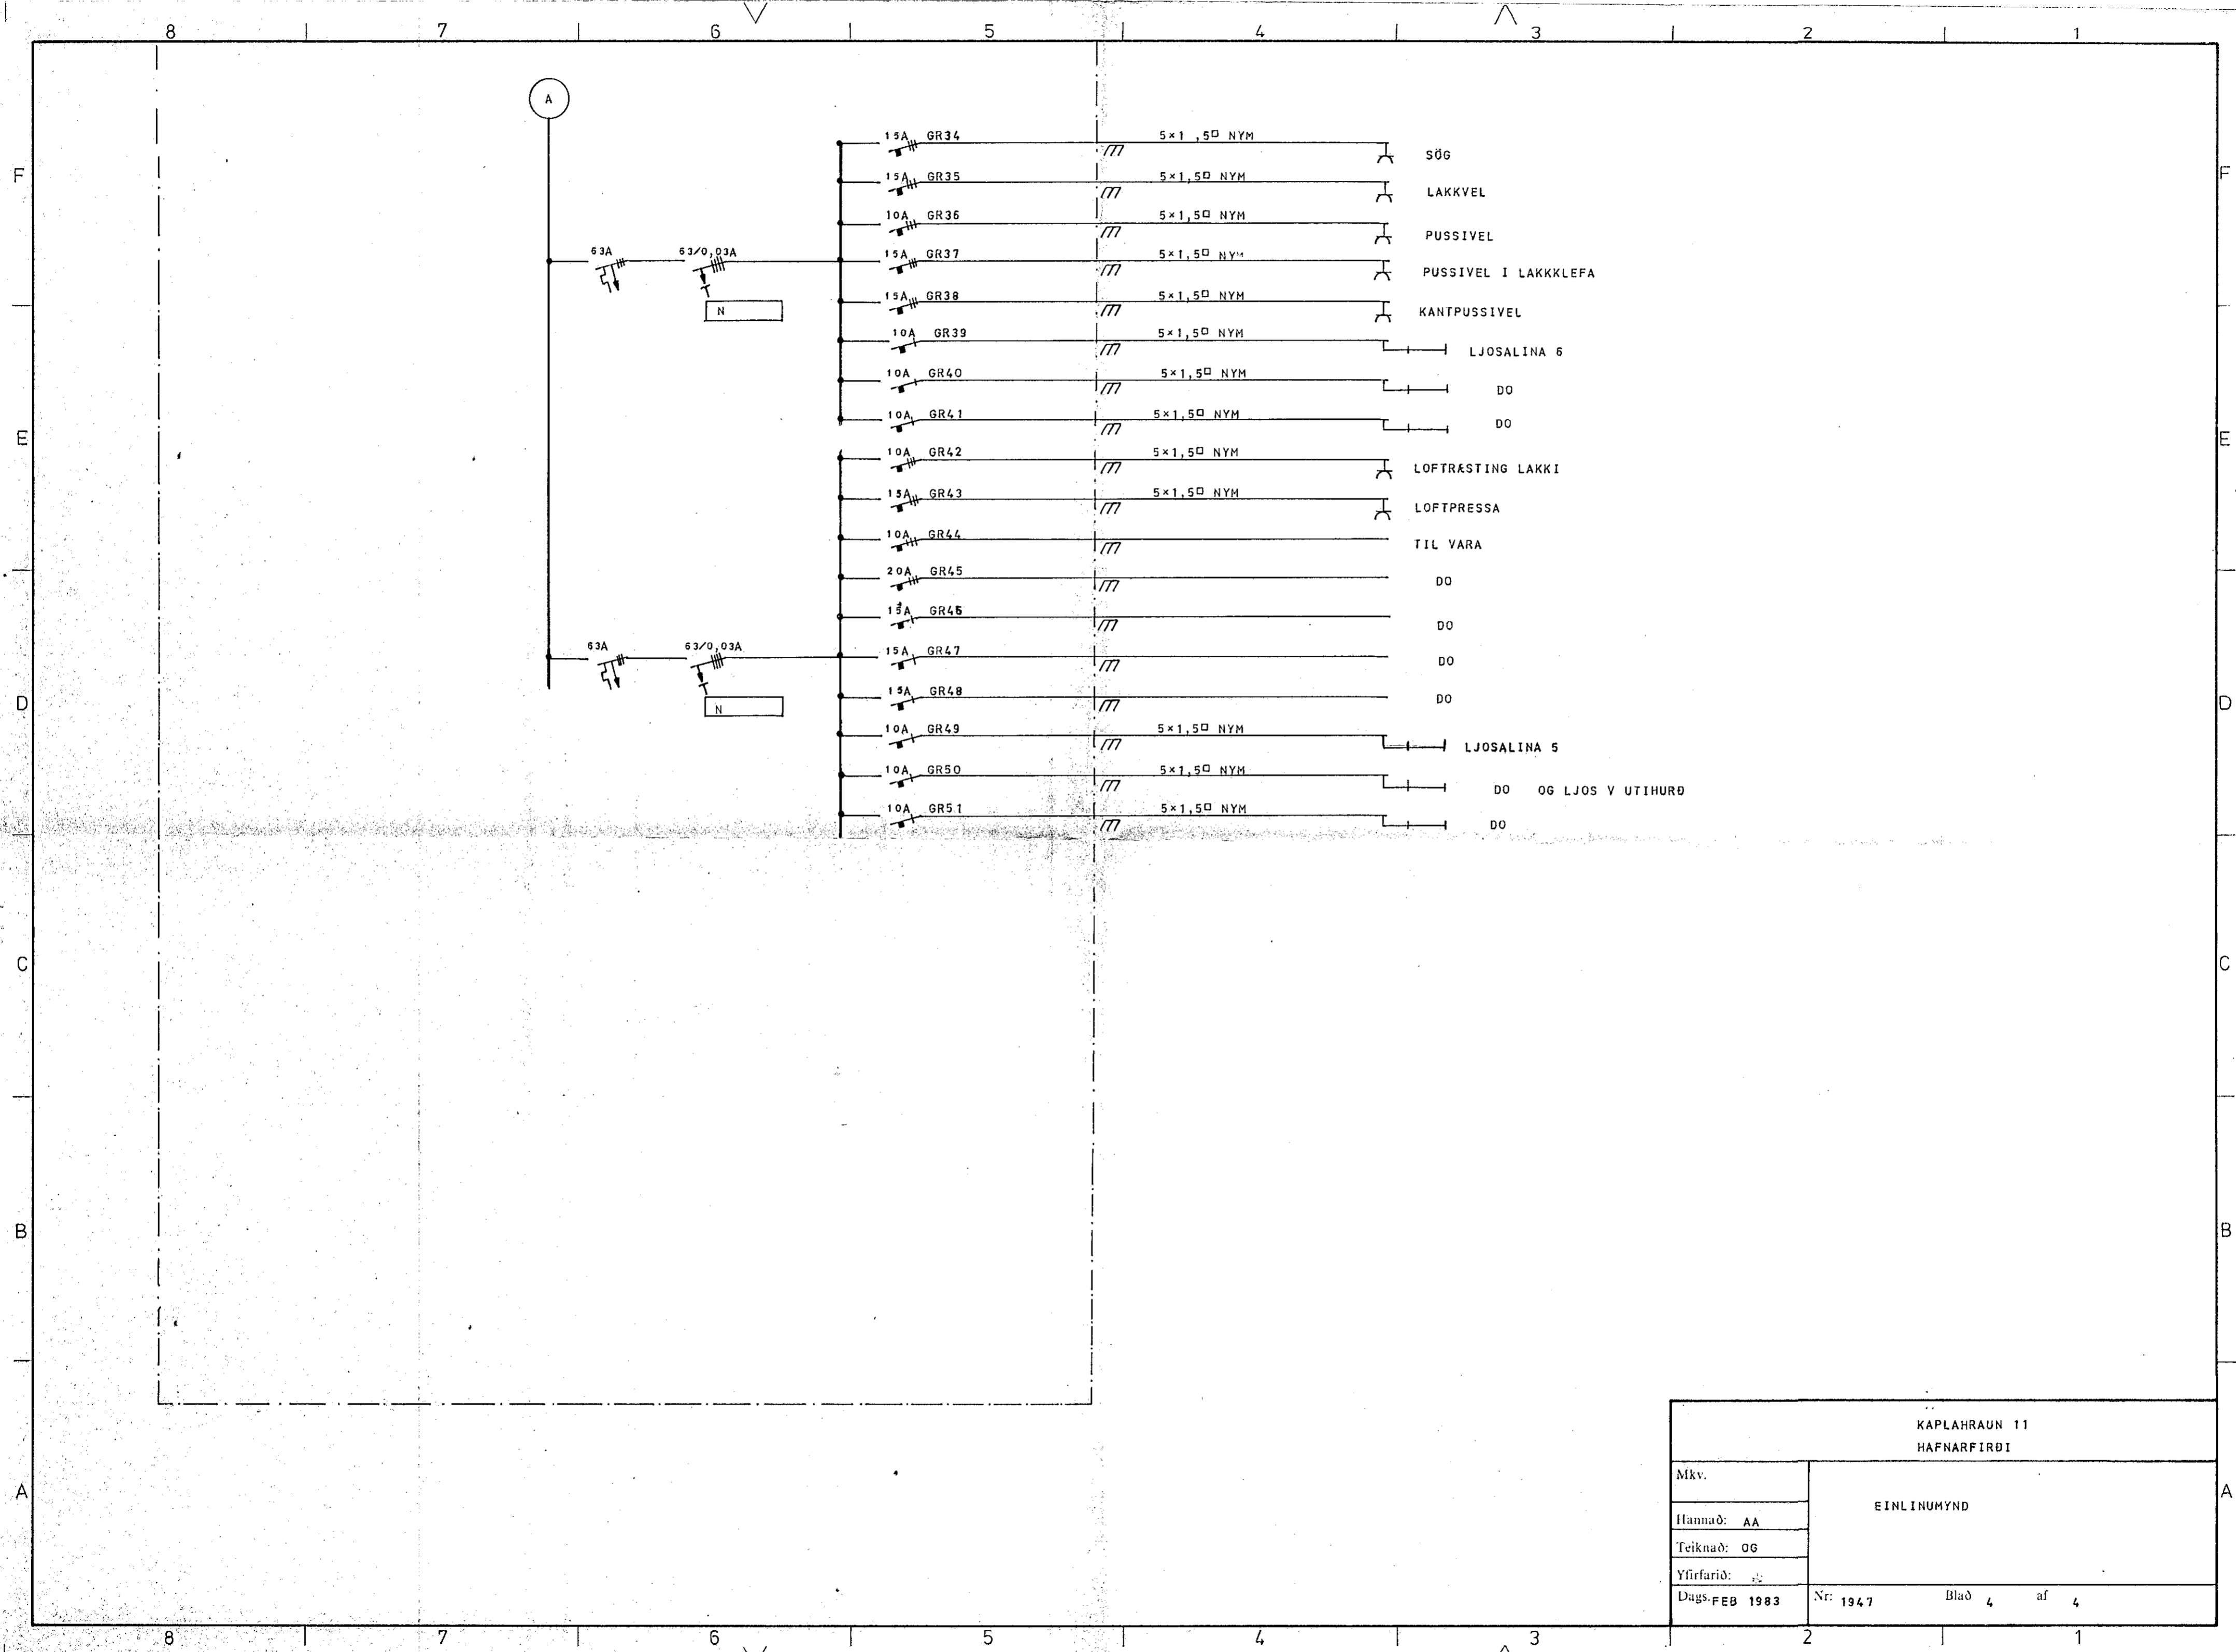 8 7 6 5 4 3 2 1
A
15A GR34 5×1,5□ NYM SÖG
F F
15A GR35 5×1,5□ NYM LAKKVEL
10A GR36 5×1,5□ NYM PUSSIVEL
63A 63/0,03A 15A GR37 5×1,5□ NYM PUSSIVEL I LAKKKLEFA
15A GR38 5×1,5□ NYM KANTPUSSIVEL
N
10A GR39 5×1,5□ NYM LJOSALINA 6
10A GR40 5×1,5□ NYM DO
10A GR41 5×1,5□ NYM DO
E E
10A GR42 5×1,5□ NYM LOFTRÆSTING LAKKI
15A GR43 5×1,5□ NYM LOFTPRESSA
10A GR44 TIL VARA
20A GR45 DO
15A GR46 DO
63A 63/0,03A 15A GR47 DO
15A GR48 DO
D N D
10A GR49 5×1,5□ NYM LJOSALINA 5
10A GR50 5×1,5□ NYM DO OG LJOS V UTIHURÐ
10A GR51 5×1,5□ NYM DO
C C
B B
KAPLAHRAUN 11
HAFNARFIRÐI
Mkv.
A A
EINLINUMYND
Hannað: AA
Teiknað: OG
Yfirfarið:
Dags. FEB 1983 Nr: 1947 Blað 4 af 4
8 7 6 5 4 3 2 1